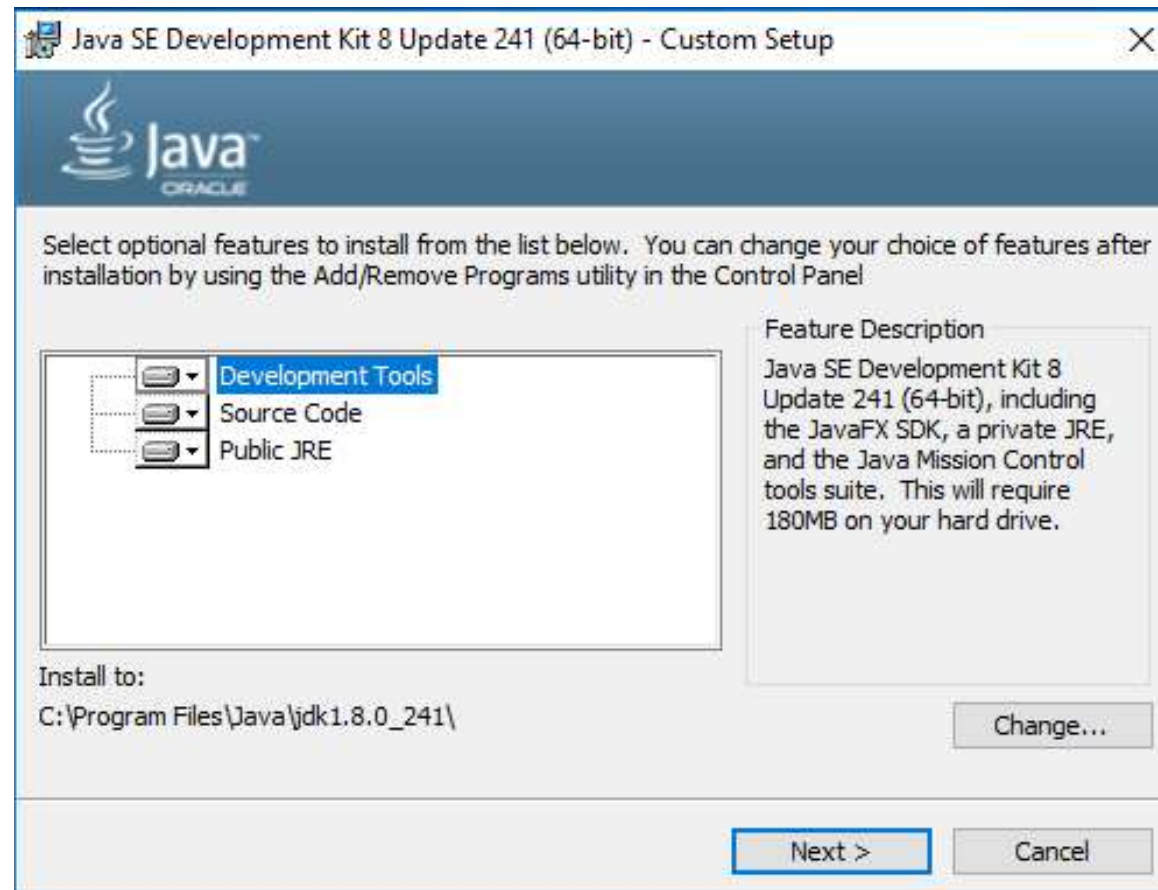 Java SE Development Kit 8 Update 241 (64-bit) - Custom Setup
Java™
ORACLE
Select optional features to install from the list below.  You can change your choice of features after
installation by using the Add/Remove Programs utility in the Control Panel
Development Tools
Source Code
Public JRE
Feature Description
Java SE Development Kit 8
Update 241 (64-bit), including
the JavaFX SDK, a private JRE,
and the Java Mission Control
tools suite.  This will require
180MB on your hard drive.
Install to:
C:\Program Files\Java\jdk1.8.0_241\
Change...
Next >
Cancel